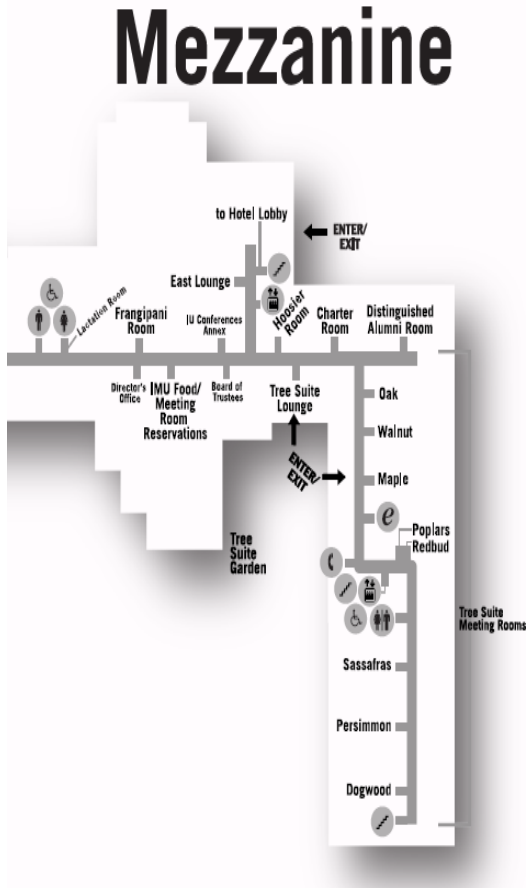 Mezzanine
to Hotel Lobby
ENTER/
EXIT
East Lounge
Lactation Room
Frangipani
Room
IU Conferences
Annex
Hoosier
Room
Charter
Room
Distinguished
Alumni Room
Director's
Office
IMU Food/
Meeting
Room
Reservations
Board of
Trustees
Tree Suite
Lounge
Oak
Walnut
ENTER/
EXIT
Maple
e
Poplars
Redbud
Tree
Suite
Garden
Tree Suite
Meeting Rooms
Sassafras
Persimmon
Dogwood